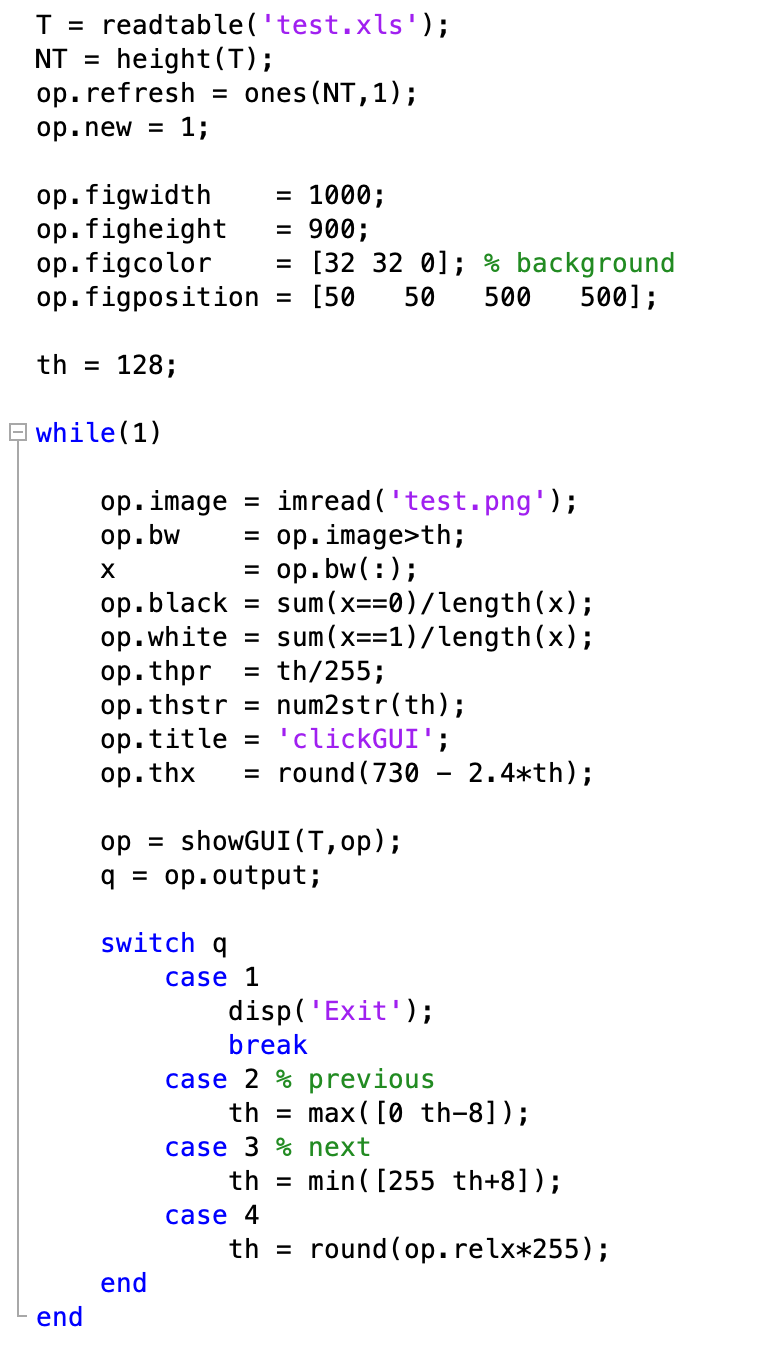 T = readtable('test.xls');
NT = height(T);
op.refresh = ones(NT,1);
op.new = 1;
op.figwidth    = 1000;
op.figheight   = 900;
op.figcolor    = [32 32 0]; % background
op.figposition = [50   50   500   500];
th = 128;
while(1)
    op.image = imread('test.png');
    op.bw    = op.image>th;
    x        = op.bw(:);
    op.black = sum(x==0)/length(x);
    op.white = sum(x==1)/length(x);
    op.thpr  = th/255;
    op.thstr = num2str(th);
    op.title = 'clickGUI';
    op.thx   = round(730 - 2.4*th);
    op = showGUI(T,op);
    q = op.output;
    switch q
        case 1
            disp('Exit');
            break
        case 2 % previous
            th = max([0 th-8]);
        case 3 % next
            th = min([255 th+8]);
        case 4
            th = round(op.relx*255);
    end
end